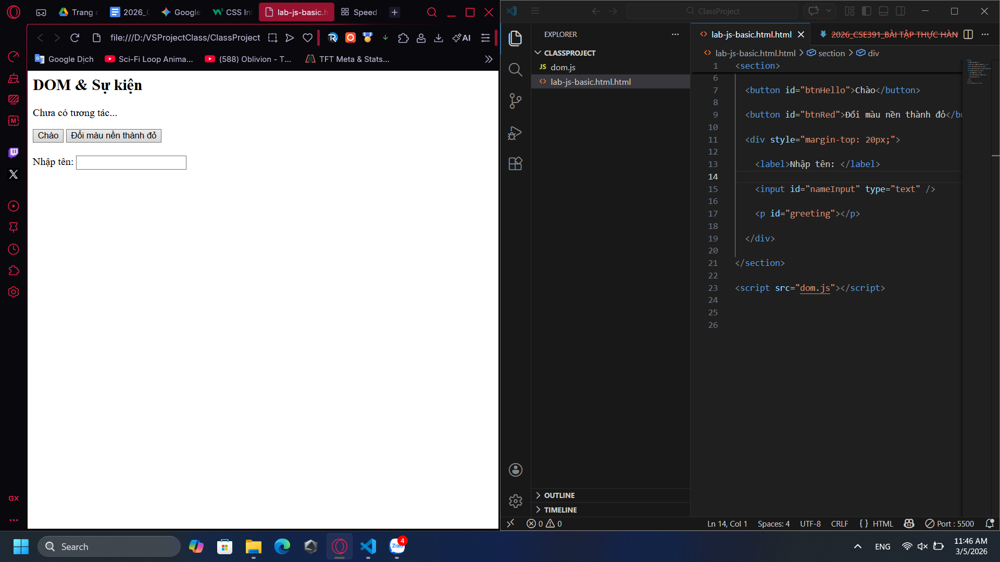 Trang c
2026_C
Google
CSS Int
lab-js-basic.h
Speed
file:///D:/VSProjectClass/ClassProject
AI
Google Dịch
Sci-Fi Loop Anima...
(588) Oblivion - T...
TFT Meta & Stats...
DOM & Sự kiện
Chưa có tương tác...
Chào
Đổi màu nền thành đỏ
Nhập tên:
GX
ClassProject
EXPLORER
CLASSPROJECT
JS dom.js
lab-js-basic.html.html
OUTLINE
TIMELINE
lab-js-basic.html.html
2026_CSE391_BÀI TẬP THỰC HÀN
lab-js-basic.html.html > section > div
1 <section>
6
7 <button id="btnHello">Chào</button>
8
9 <button id="btnRed">Đổi màu nền thành đỏ</bu
10
11 <div style="margin-top: 20px;">
12
13 <label>Nhập tên: </label>
14
15 <input id="nameInput" type="text" />
16
17 <p id="greeting"></p>
18
19 </div>
20
21 </section>
22
23 <script src="dom.js"></script>
24
25
26
0 0
Ln 14, Col 1
Spaces: 4
UTF-8
CRLF
{ } HTML
Port : 5500
Search
Zalo
4
ENG
11:46 AM
3/5/2026